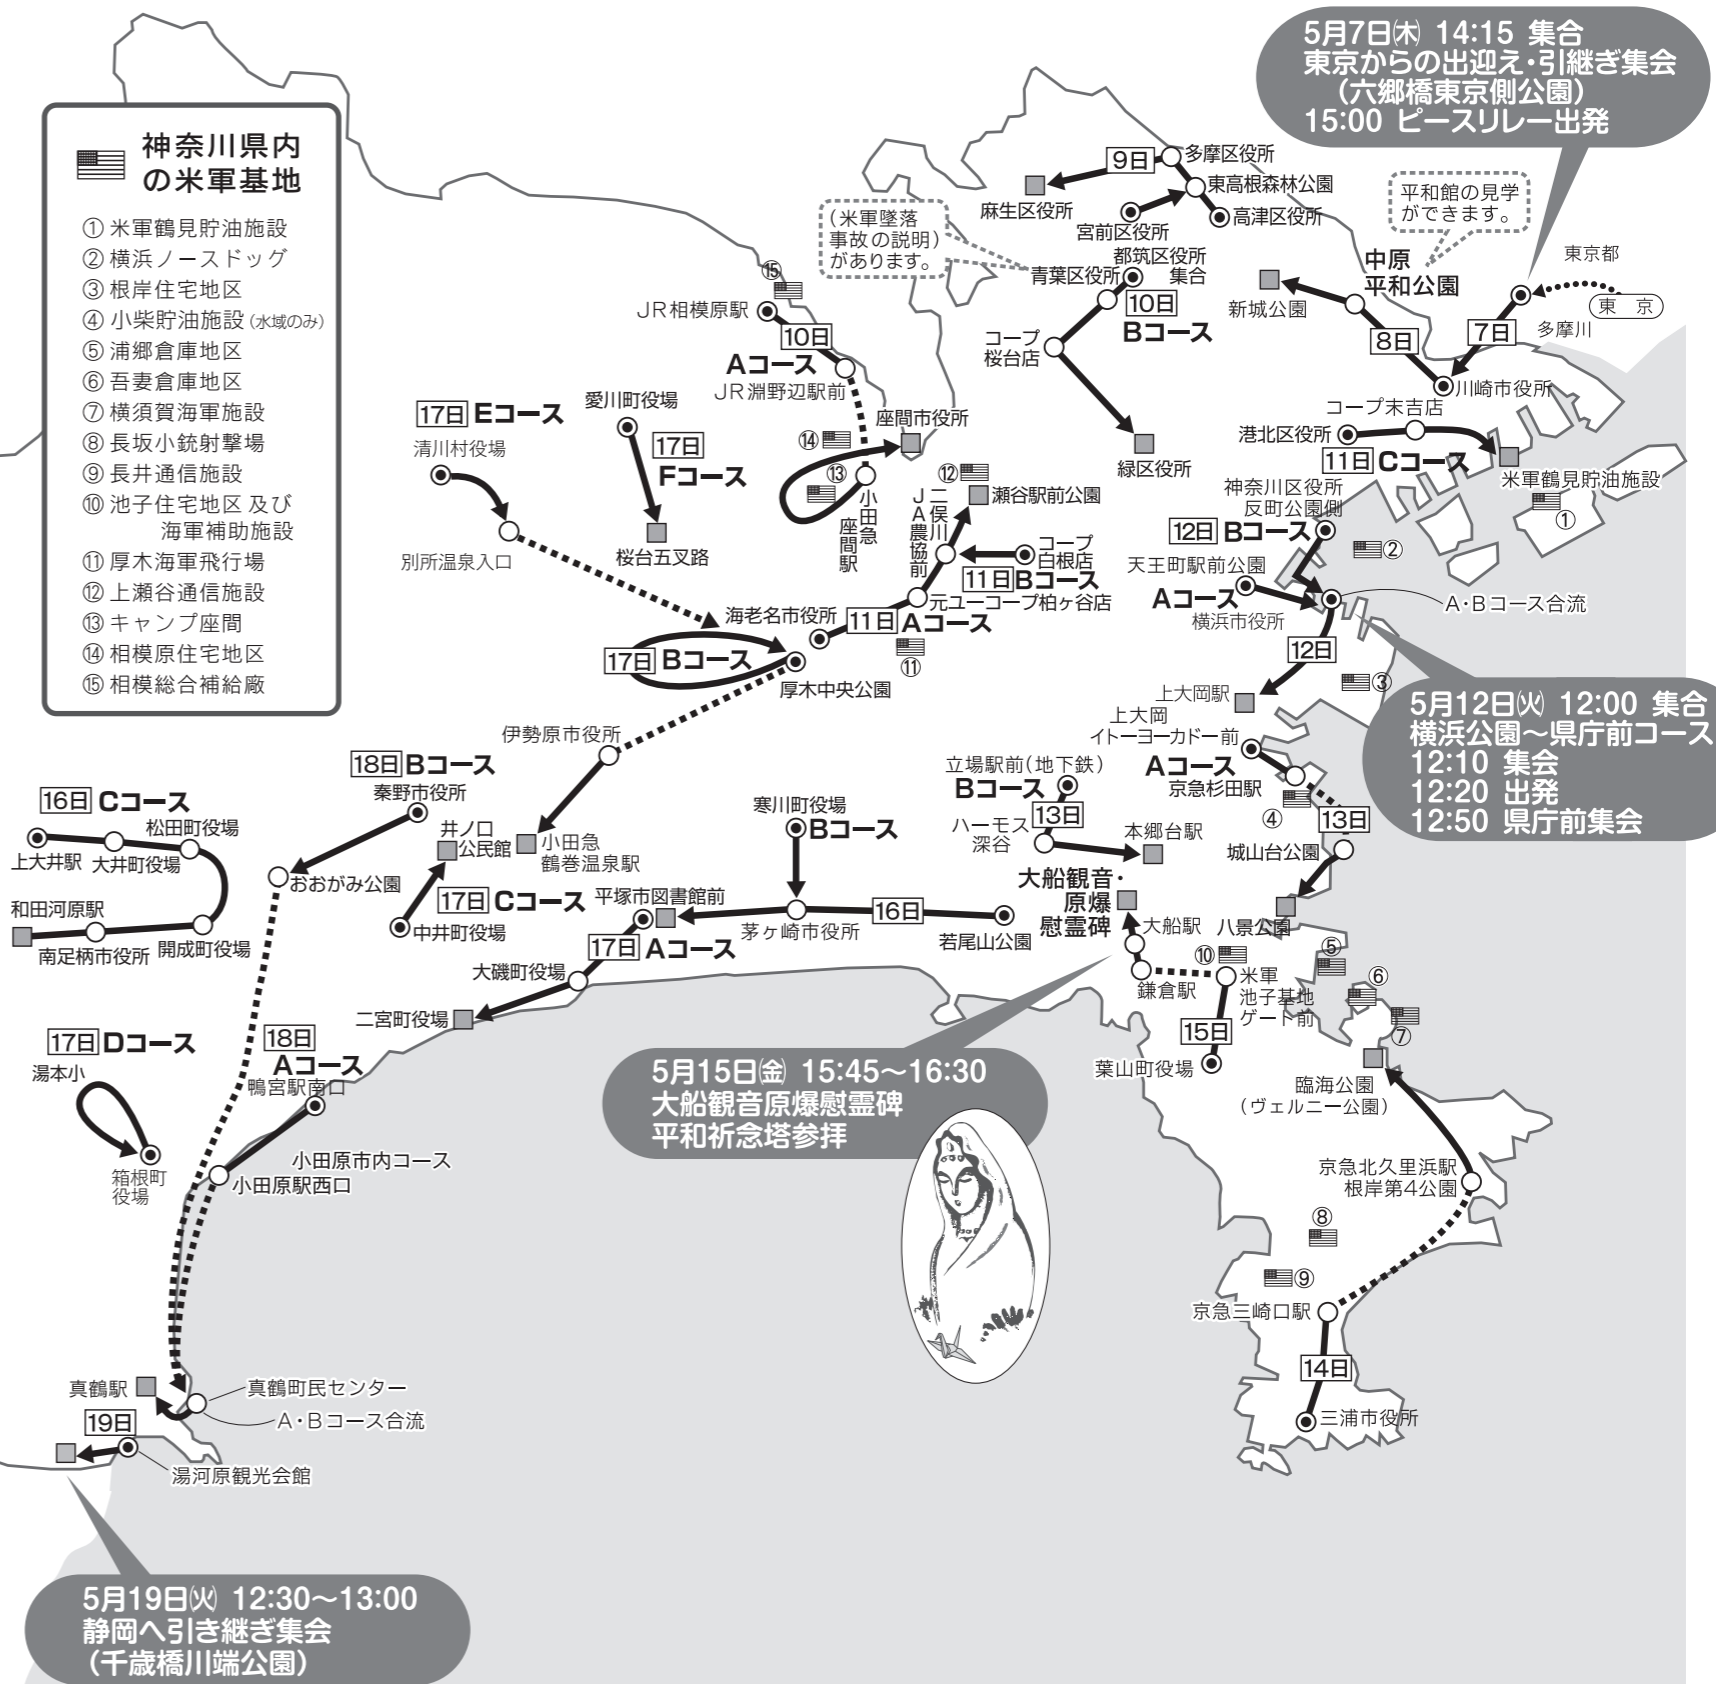 5月7日㈭ 14:15 集合
東京からの出迎え・引継ぎ集会
(六郷橋東京側公園)
15:00 ピースリレー出発
神奈川県内
の米軍基地
① 米軍鶴見貯油施設
② 横浜ノースドッグ
③ 根岸住宅地区
④ 小柴貯油施設(水域のみ)
⑤ 浦郷倉庫地区
⑥ 吾妻倉庫地区
⑦ 横須賀海軍施設
⑧ 長坂小銃射撃場
⑨ 長井通信施設
⑩ 池子住宅地区 及び
海軍補助施設
⑪ 厚木海軍飛行場
⑫ 上瀬谷通信施設
⑬ キャンプ座間
⑭ 相模原住宅地区
⑮ 相模総合補給廠
9日
多摩区役所
東高根森林公園
高津区役所
麻生区役所
宮前区役所
平和館の見学
ができます。
(米軍墜落
事故の説明)
があります。
都筑区役所
集合
青葉区役所
10日
Bコース
コープ
桜台店
緑区役所
中原
平和公園
新城公園
8日
7日
東京都
東 京
多摩川
川崎市役所
⑮
JR相模原駅
10日
Aコース
JR淵野辺駅前
座間市役所
⑭
⑬
小田急
座間駅
17日 Eコース
清川村役場
別所温泉入口
愛川町役場
17日
Fコース
桜台五叉路
⑫
瀬谷駅前公園
二俣川
JA農協前
コープ
白根店
11日 Bコース
元ユーコープ柏ヶ谷店
海老名市役所
11日 Aコース
⑪
17日 Bコース
厚木中央公園
コープ末吉店
港北区役所
11日 Cコース
米軍鶴見貯油施設
①
神奈川区役所
反町公園側
12日 Bコース
②
天王町駅前公園
Aコース
横浜市役所
A・Bコース合流
12日
③
上大岡駅
5月12日㈫ 12:00 集合
横浜公園〜県庁前コース
12:10 集会
12:20 出発
12:50 県庁前集会
上大岡
イトーヨーカドー前
Aコース
京急杉田駅
④
13日
城山台公園
八景公園
立場駅前(地下鉄)
Bコース
13日
ハーモス
深谷
本郷台駅
伊勢原市役所
小田急
鶴巻温泉駅
18日 Bコース
秦野市役所
おおがみ公園
井ノ口
公民館
17日 Cコース
中井町役場
16日 Cコース
上大井駅
大井町役場
松田町役場
和田河原駅
南足柄市役所
開成町役場
寒川町役場
Bコース
平塚市図書館前
茅ヶ崎市役所
16日
若尾山公園
17日 Aコース
大磯町役場
二宮町役場
大船観音・
原爆
慰霊碑
大船駅
鎌倉駅
⑩
米軍
池子基地
ゲート前
15日
葉山町役場
⑤
⑥
⑦
臨海公園
(ヴェルニー公園)
17日 Dコース
湯本小
箱根町
役場
18日
Aコース
鴨宮駅南口
小田原市内コース
小田原駅西口
5月15日㈮ 15:45〜16:30
大船観音原爆慰霊碑
平和祈念塔参拝
京急北久里浜駅
根岸第4公園
⑧
⑨
京急三崎口駅
14日
三浦市役所
真鶴駅
真鶴町民センター
A・Bコース合流
19日
湯河原観光会館
5月19日㈫ 12:30〜13:00
静岡へ引き継ぎ集会
(千歳橋川端公園)